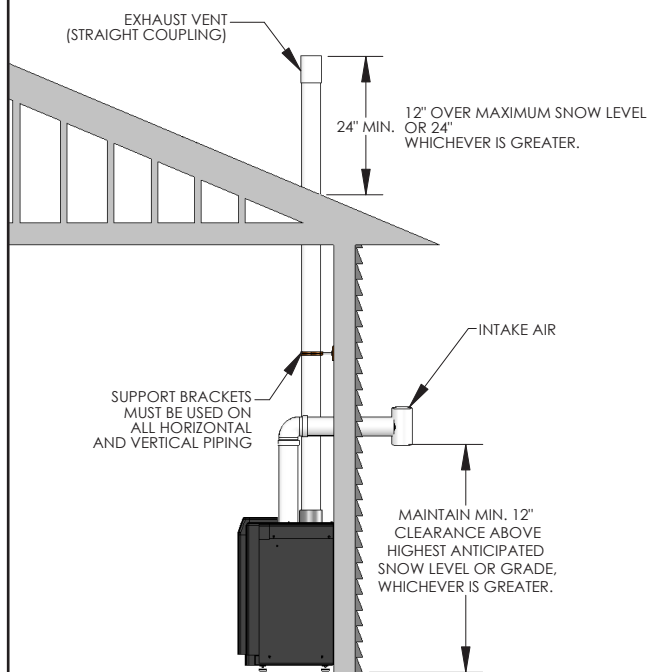 EXHAUST VENT
(STRAIGHT COUPLING)
24" MIN.
12" OVER MAXIMUM SNOW LEVEL
OR 24"
WHICHEVER IS GREATER.
INTAKE AIR
SUPPORT BRACKETS
MUST BE USED ON
ALL HORIZONTAL
AND VERTICAL PIPING
MAINTAIN MIN. 12"
CLEARANCE ABOVE
HIGHEST ANTICIPATED
SNOW LEVEL OR GRADE,
WHICHEVER IS GREATER.